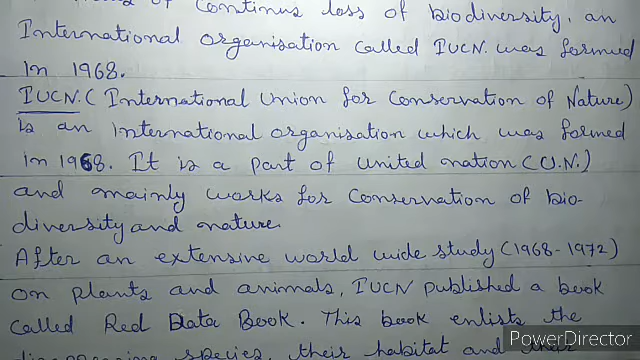 of continus loss of biodiversity, an
International organisation called IUCN. was formed
in 1968.
IUCN. ( International Union for Conservation of Nature)
is an international organisation which was formed
in 1968. It is a part of united nation (U.N.)
and mainly works for conservation of bio-
diversity and nature.
After an extensive world wide study (1968-1972)
on plants and animals, IUCN published a book
called Red Data Book. This book enlists the
species, their habitat and their
PowerDirector